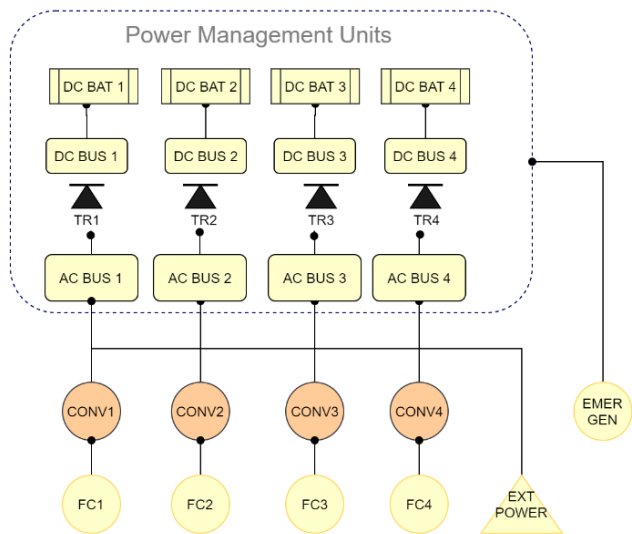 Power Management Units
DC BAT 1
DC BAT 2
DC BAT 3
DC BAT 4
DC BUS 1
DC BUS 2
DC BUS 3
DC BUS 4
TR1
TR2
TR3
TR4
AC BUS 1
AC BUS 2
AC BUS 3
AC BUS 4
CONV1
CONV2
CONV3
CONV4
EMER
GEN
FC1
FC2
FC3
FC4
EXT
POWER